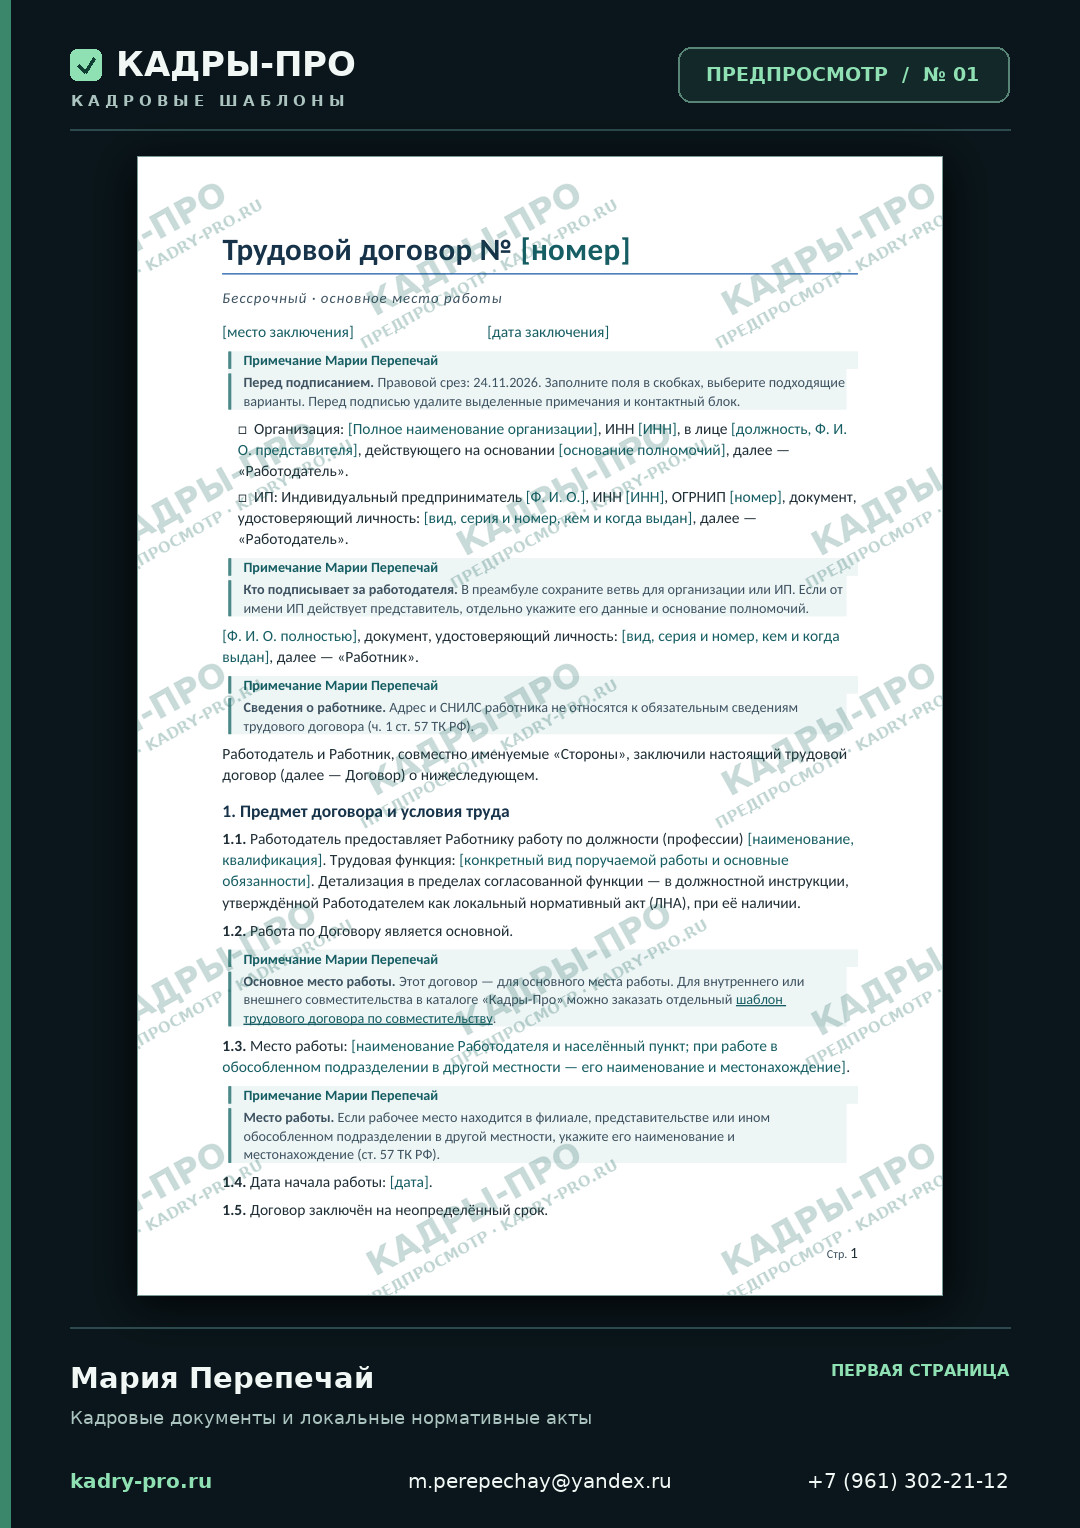 КАДРЫ-ПРО
КАДРОВЫЕ ШАБЛОНЫ
ПРЕДПРОСМОТР / № 01
Трудовой договор № [номер]
Бессрочный · основное место работы
[место заключения] [дата заключения]
Примечание Марии Перепечай
Перед подписанием. Правовой срез: 24.11.2026. Заполните поля в скобках, выберите подходящие
варианты. Перед подписью удалите выделенные примечания и контактный блок.
□ Организация: [Полное наименование организации], ИНН [ИНН], в лице [должность, Ф. И.
О. представителя], действующего на основании [основание полномочий], далее —
«Работодатель».
□ ИП: Индивидуальный предприниматель [Ф. И. О.], ИНН [ИНН], ОГРНИП [номер], документ,
удостоверяющий личность: [вид, серия и номер, кем и когда выдан], далее —
«Работодатель».
Примечание Марии Перепечай
Кто подписывает за работодателя. В преамбуле сохраните ветвь для организации или ИП. Если от
имени ИП действует представитель, отдельно укажите его данные и основание полномочий.
[Ф. И. О. полностью], документ, удостоверяющий личность: [вид, серия и номер, кем и когда
выдан], далее — «Работник».
Примечание Марии Перепечай
Сведения о работнике. Адрес и СНИЛС работника не относятся к обязательным сведениям
трудового договора (ч. 1 ст. 57 ТК РФ).
Работодатель и Работник, совместно именуемые «Стороны», заключили настоящий трудовой
договор (далее — Договор) о нижеследующем.
1. Предмет договора и условия труда
1.1. Работодатель предоставляет Работнику работу по должности (профессии) [наименование,
квалификация]. Трудовая функция: [конкретный вид поручаемой работы и основные
обязанности]. Детализация в пределах согласованной функции — в должностной инструкции,
утверждённой Работодателем как локальный нормативный акт (ЛНА), при её наличии.
1.2. Работа по Договору является основной.
Примечание Марии Перепечай
Основное место работы. Этот договор — для основного места работы. Для внутреннего или
внешнего совместительства в каталоге «Кадры-Про» можно заказать отдельный шаблон
трудового договора по совместительству.
1.3. Место работы: [наименование Работодателя и населённый пункт; при работе в
обособленном подразделении в другой местности — его наименование и местонахождение].
Примечание Марии Перепечай
Место работы. Если рабочее место находится в филиале, представительстве или ином
обособленном подразделении в другой местности, укажите его наименование и
местонахождение (ст. 57 ТК РФ).
1.4. Дата начала работы: [дата].
1.5. Договор заключён на неопределённый срок.
Стр. 1
КАДРЫ-ПРО
ПРЕДПРОСМОТР · KADRY-PRO.RU
Мария Перепечай
ПЕРВАЯ СТРАНИЦА
Кадровые документы и локальные нормативные акты
kadry-pro.ru m.perepechay@yandex.ru +7 (961) 302-21-12